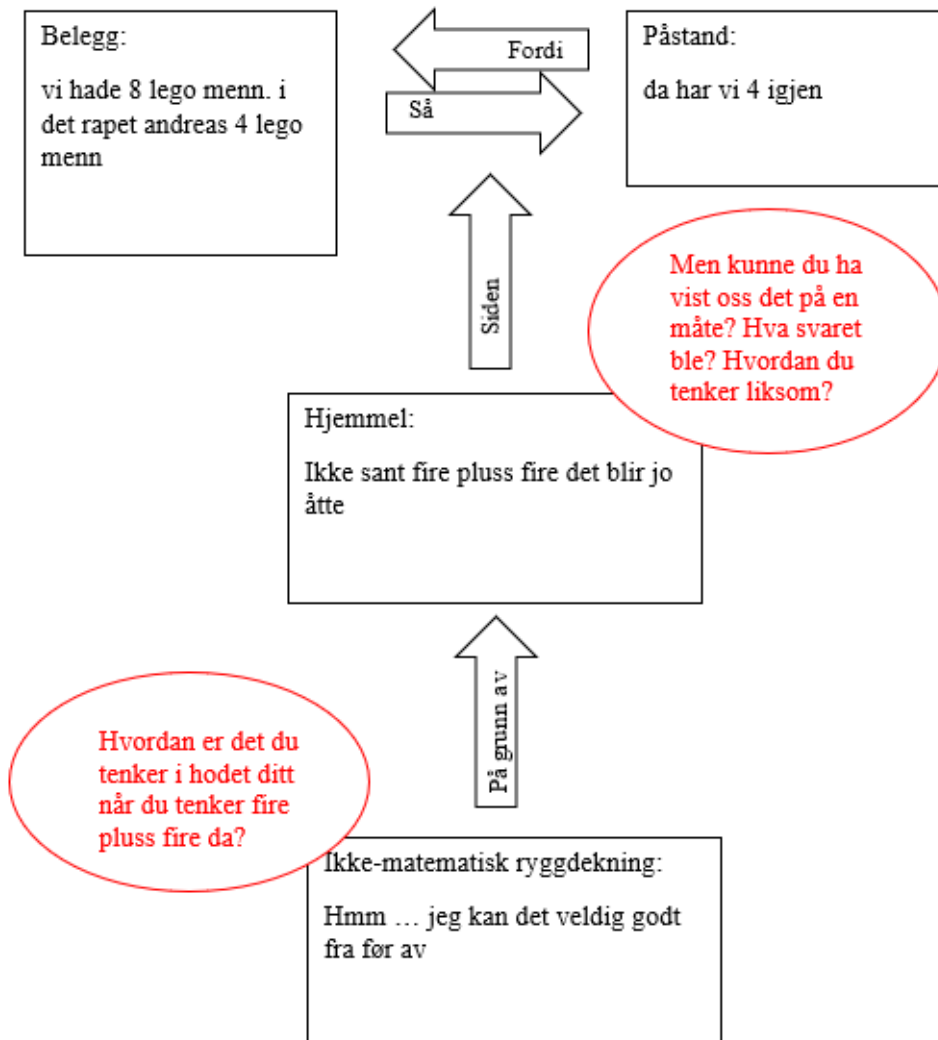 Belegg:
vi hade 8 lego menn. i
det rapet andreas 4 lego
menn
Fordi
Så
Påstand:
da har vi 4 igjen
Siden
Men kunne du ha
vist oss det på en
måte? Hva svaret
ble? Hvordan du
tenker liksom?
Hjemmel:
Ikke sant fire pluss fire det blir jo
åtte
På grunn av
Hvordan er det du
tenker i hodet ditt
når du tenker fire
pluss fire da?
Ikke-matematisk ryggdekning:
Hmm … jeg kan det veldig godt
fra før av